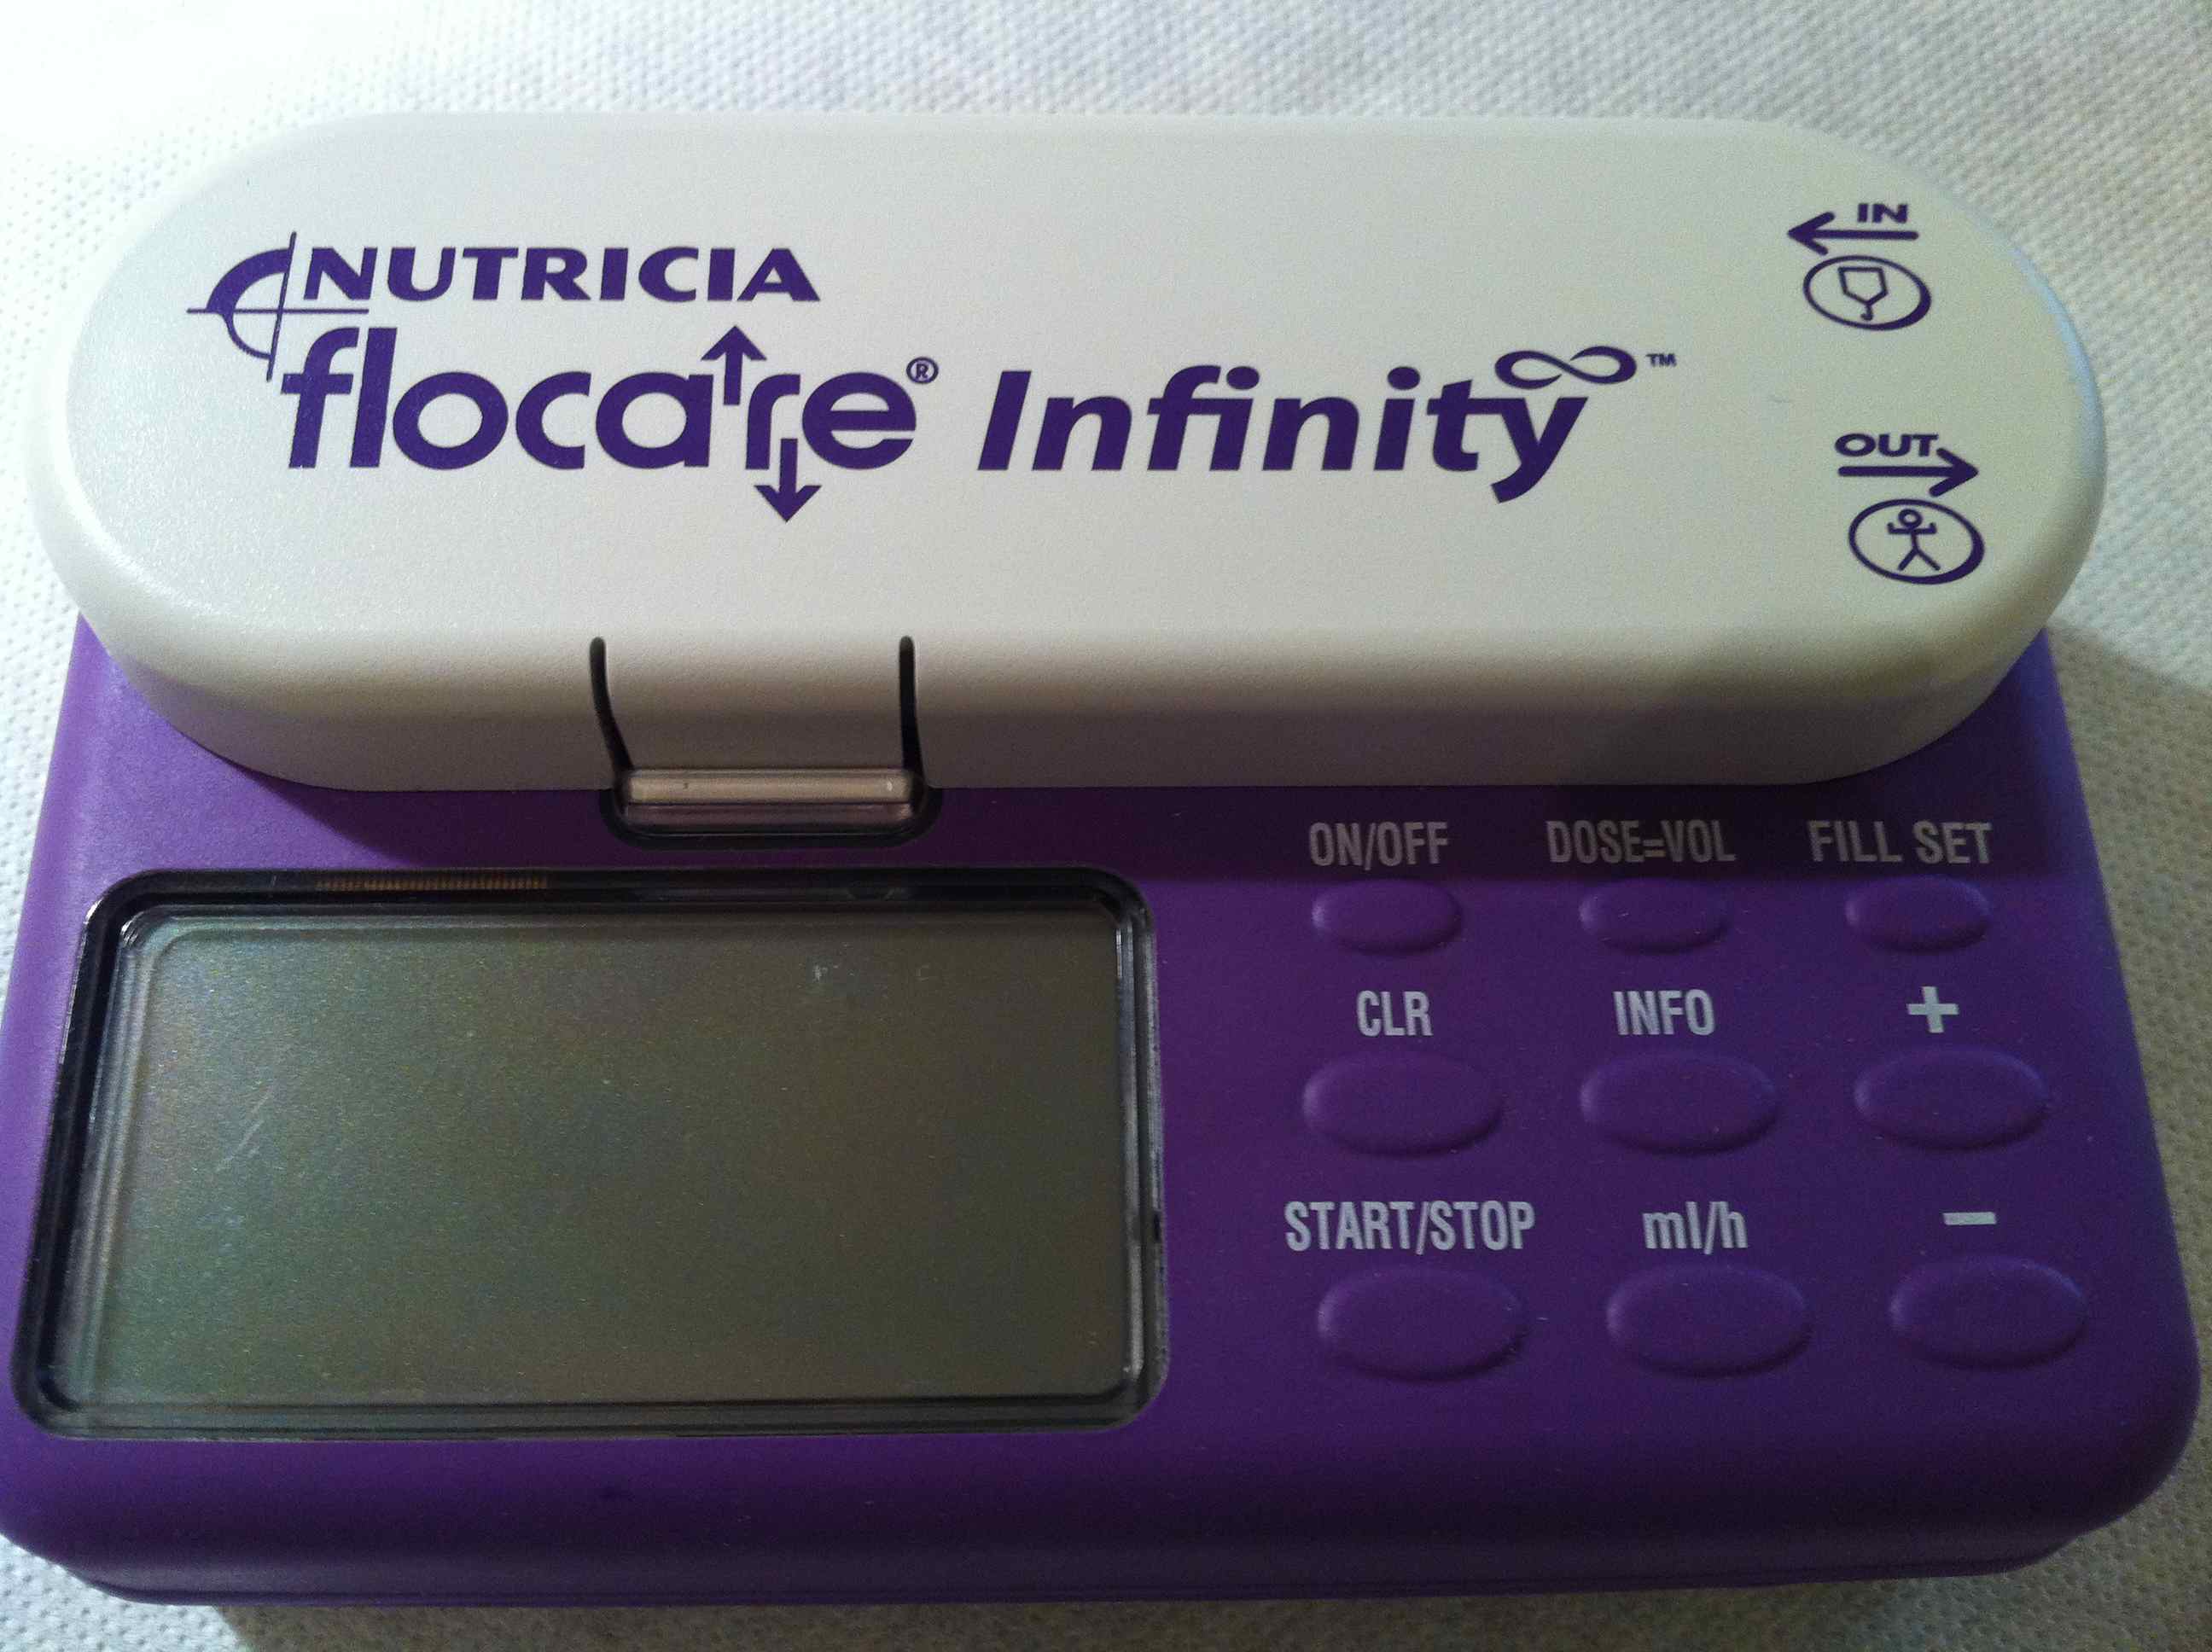 NUTRICIA
flocare® Infinity™
IN
OUT
ON/OFF DOSE=VOL FILL SET
CLR INFO +
START/STOP ml/h −